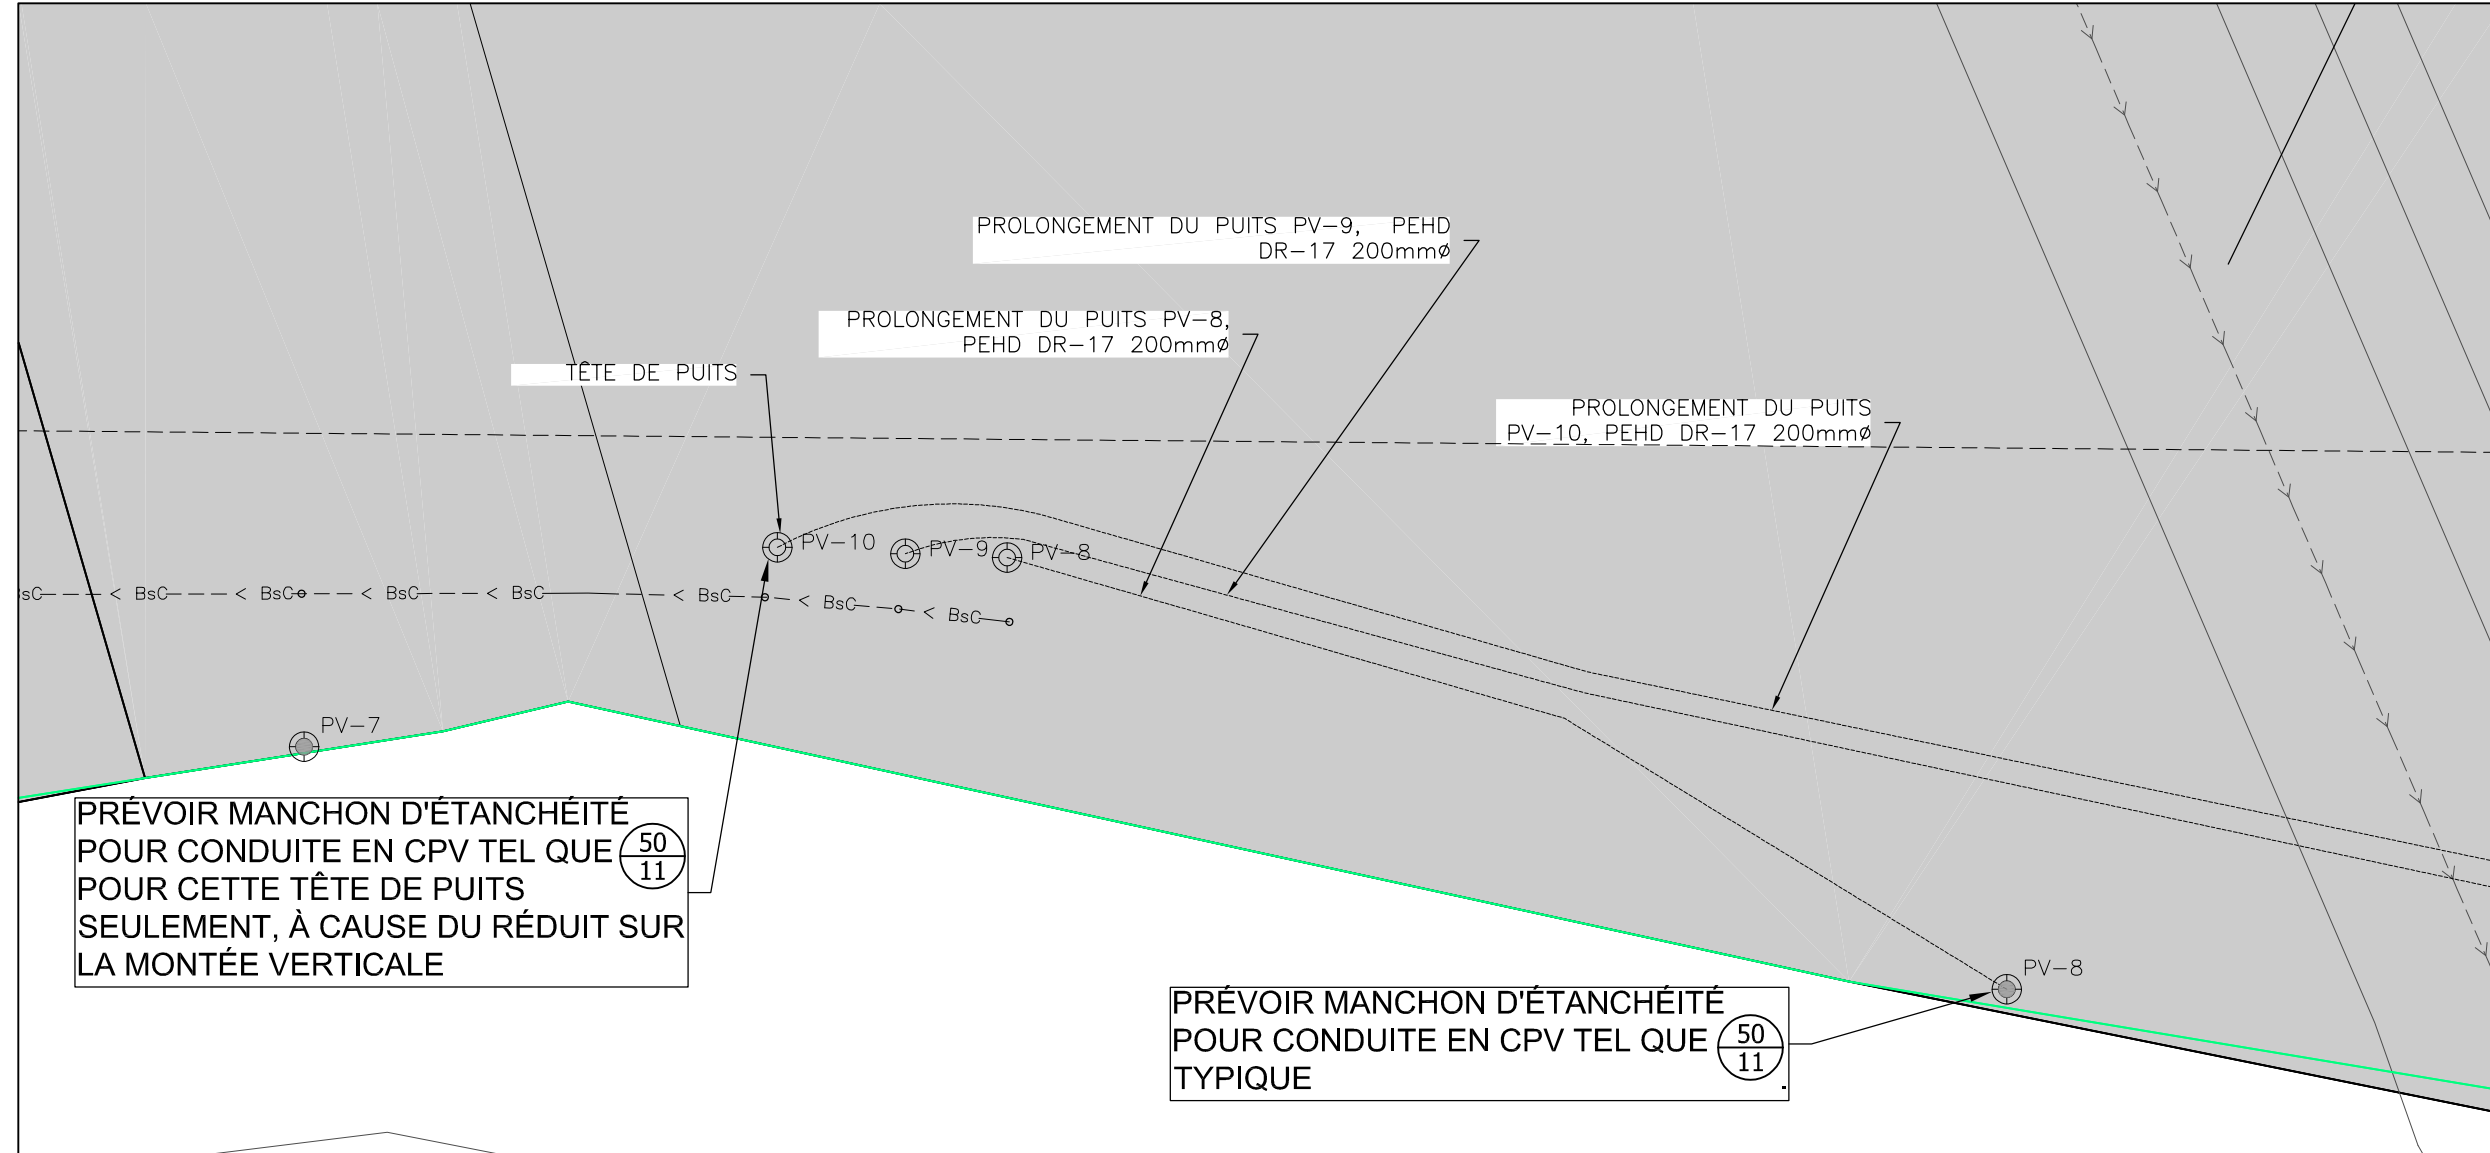 PROLONGEMENT DU PUITS PV-9, PEHD
DR-17 200mmø
PROLONGEMENT DU PUITS PV-8,
PEHD DR-17 200mmø
TÊTE DE PUITS
PROLONGEMENT DU PUITS
PV-10, PEHD DR-17 200mmø
PV-10
PV-9
PV-8
sC
< BsC
< BsC
< BsC
< BsC
< BsC
< BsC
< BsC
PV-7
PRÉVOIR MANCHON D'ÉTANCHÉITÉ
POUR CONDUITE EN CPV TEL QUE
POUR CETTE TÊTE DE PUITS
SEULEMENT, À CAUSE DU RÉDUIT SUR
LA MONTÉE VERTICALE
50
11
PV-8
PRÉVOIR MANCHON D'ÉTANCHÉITÉ
POUR CONDUITE EN CPV TEL QUE
TYPIQUE .
50
11